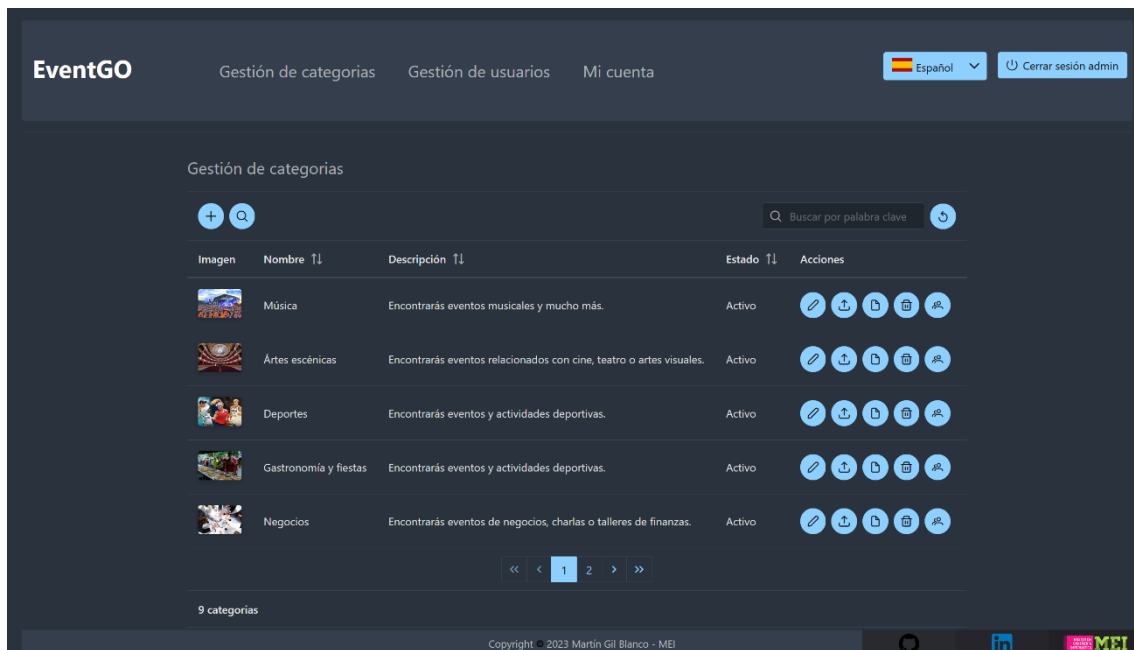 EventGO
Gestión de categorias Gestión de usuarios Mi cuenta
Español
Cerrar sesión admin
Gestión de categorias
Buscar por palabra clave
Imagen Nombre Descripción Estado Acciones
Música Encontrarás eventos musicales y mucho más. Activo
Ártes escénicas Encontrarás eventos relacionados con cine, teatro o artes visuales. Activo
Deportes Encontrarás eventos y actividades deportivas. Activo
Gastronomía y fiestas Encontrarás eventos y actividades deportivas. Activo
Negocios Encontrarás eventos de negocios, charlas o talleres de finanzas. Activo
1 2
9 categorias
Copyright © 2023 Martín Gil Blanco - MEI
in
MEI